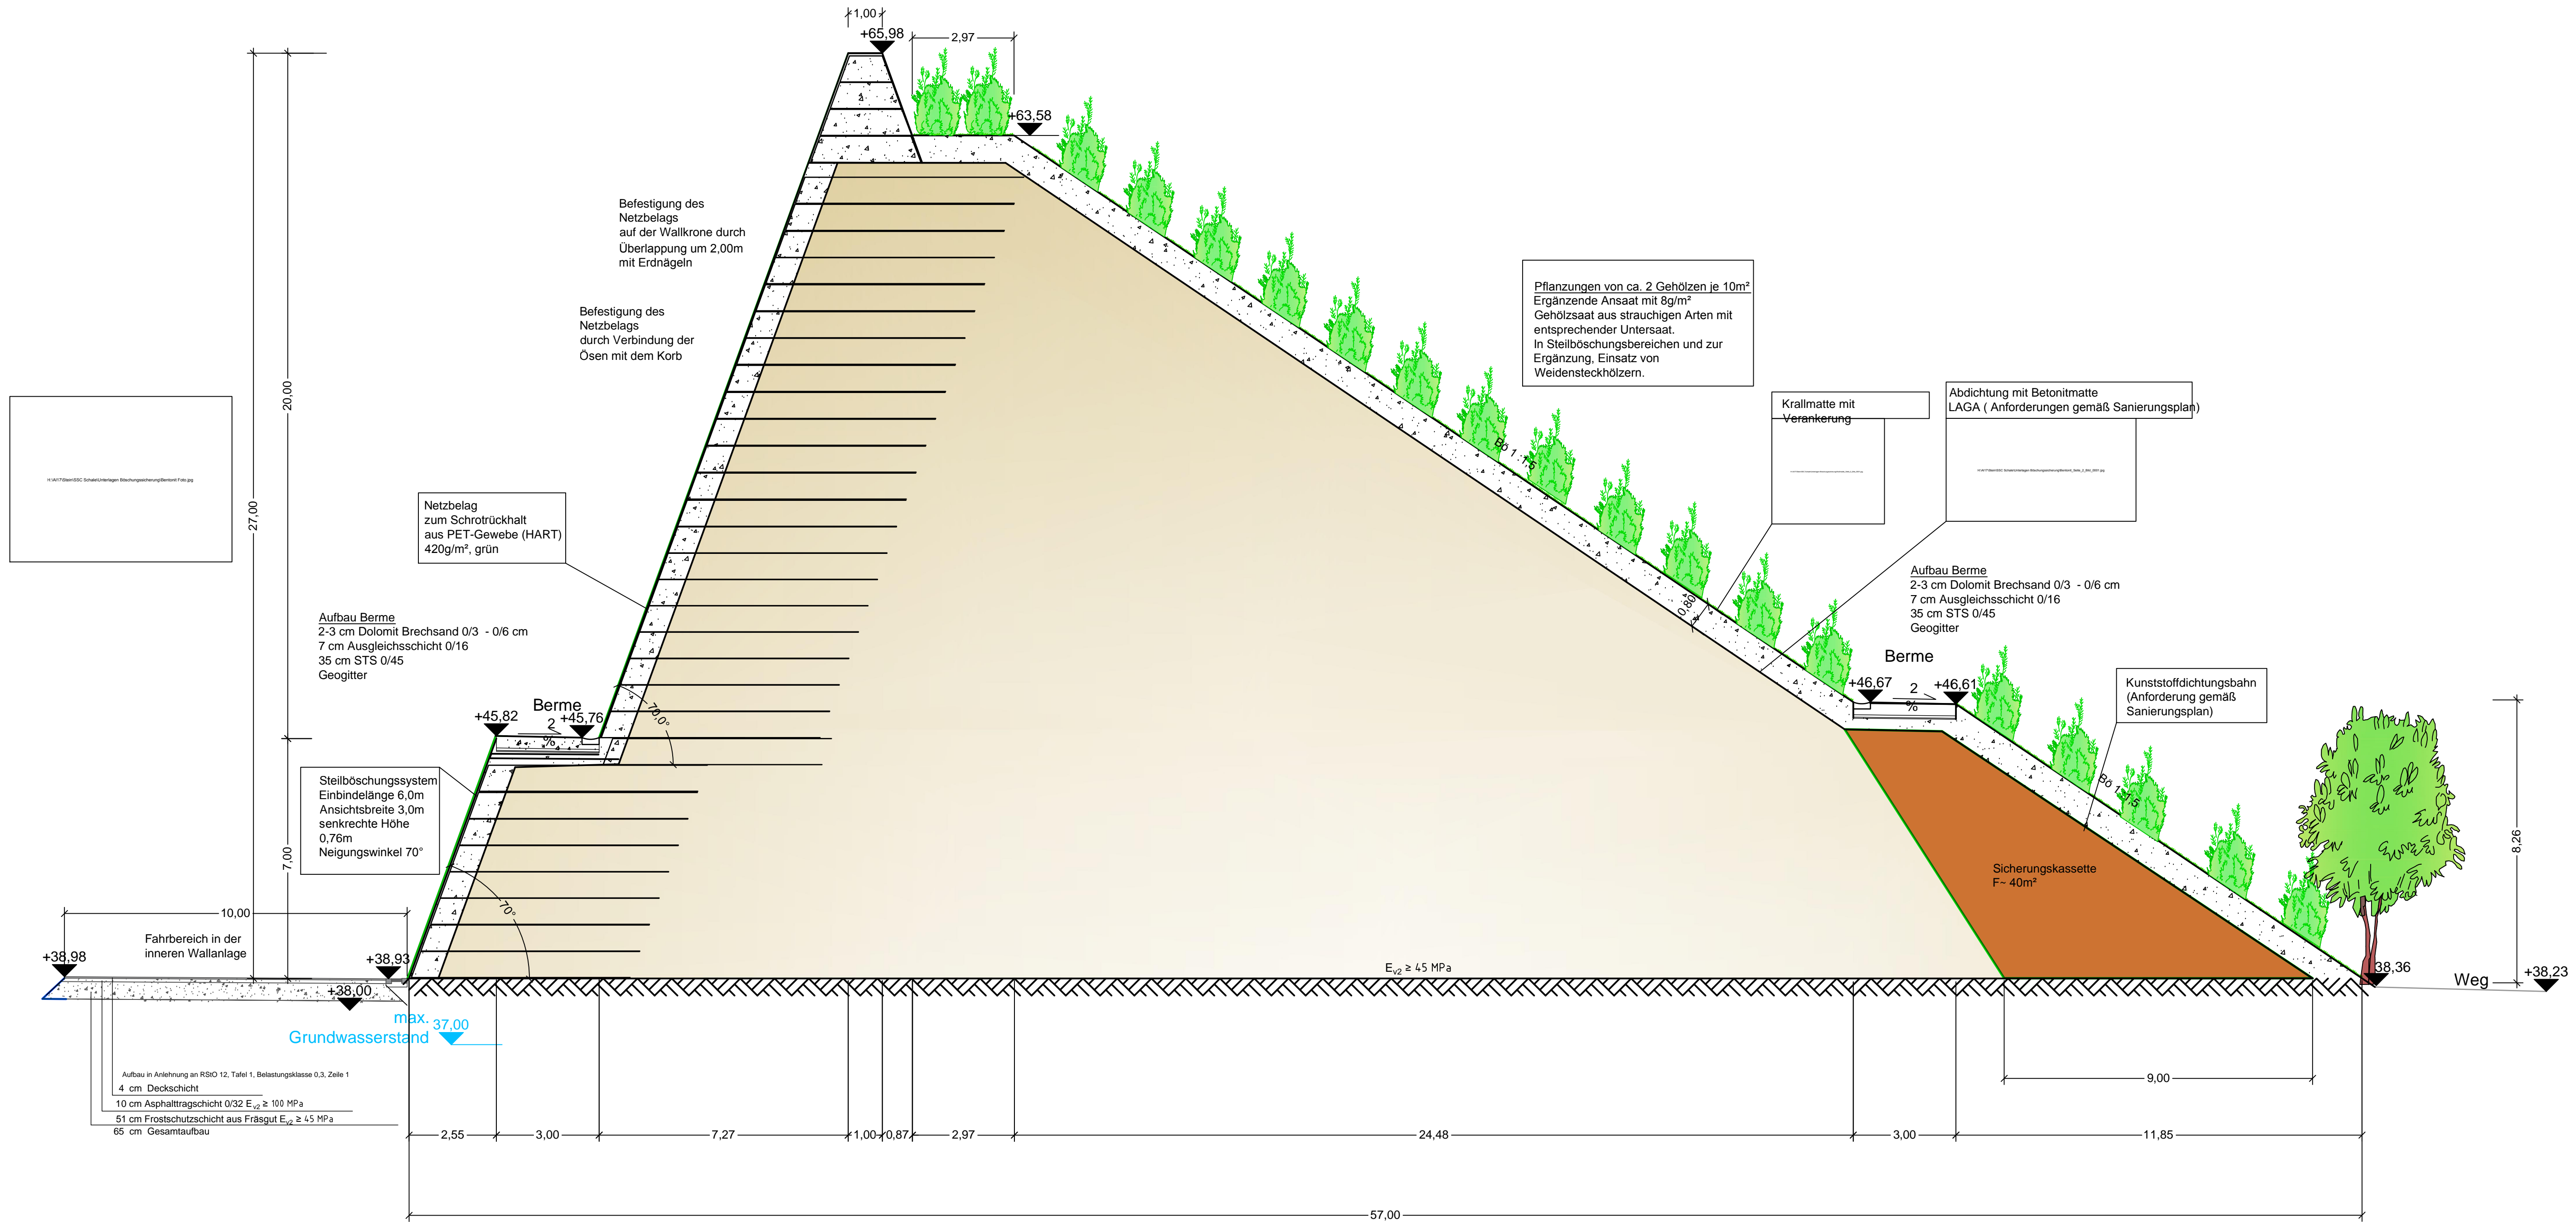 1,00
+65,98
2,97
+63,58
Befestigung des
Netzbelags
auf der Wallkrone durch
Überlappung um 2,00m
mit Erdnägeln
Befestigung des
Netzbelags
durch Verbindung der
Ösen mit dem Korb
Pflanzungen von ca. 2 Gehölzen je 10m²
Ergänzende Ansaat mit 8g/m²
Gehölzsaat aus strauchigen Arten mit
entsprechender Untersaat.
In Steilböschungsbereichen und zur
Ergänzung, Einsatz von
Weidensteckhölzern.
Krallmatte mit
Verankerung
Abdichtung mit Betonitmatte
LAGA ( Anforderungen gemäß Sanierungsplan)
20,00
27,00
7,00
Bö 1:1,5
Netzbelag
zum Schrotrückhalt
aus PET-Gewebe (HART)
420g/m², grün
Aufbau Berme
2-3 cm Dolomit Brechsand 0/3 - 0/6 cm
7 cm Ausgleichsschicht 0/16
35 cm STS 0/45
Geogitter
0,80
Aufbau Berme
2-3 cm Dolomit Brechsand 0/3 - 0/6 cm
7 cm Ausgleichsschicht 0/16
35 cm STS 0/45
Geogitter
Berme
+45,82
2
%
+45,76
70,0°
Berme
+46,67
2
%
+46,61
Kunststoffdichtungsbahn
(Anforderung gemäß
Sanierungsplan)
Steilböschungssystem
Einbindelänge 6,0m
Ansichtsbreite 3,0m
senkrechte Höhe
0,76m
Neigungswinkel 70°
Bö 1:1,5
8,26
Sicherungskassette
F~ 40m²
70°
10,00
Fahrbereich in der
inneren Wallanlage
+38,98
+38,93
+38,00
Ev2 ≥ 45 MPa
38,36
Weg
+38,23
max.
Grundwasserstand
37,00
Aufbau in Anlehnung an RStO 12, Tafel 1, Belastungsklasse 0,3, Zeile 1
4 cm Deckschicht
10 cm Asphalttragschicht 0/32 Ev2 ≥ 100 MPa
51 cm Frostschutzschicht aus Fräsgut Ev2 ≥ 45 MPa
65 cm Gesamtaufbau
9,00
2,55
3,00
7,27
1,00
0,87
2,97
24,48
3,00
11,85
57,00